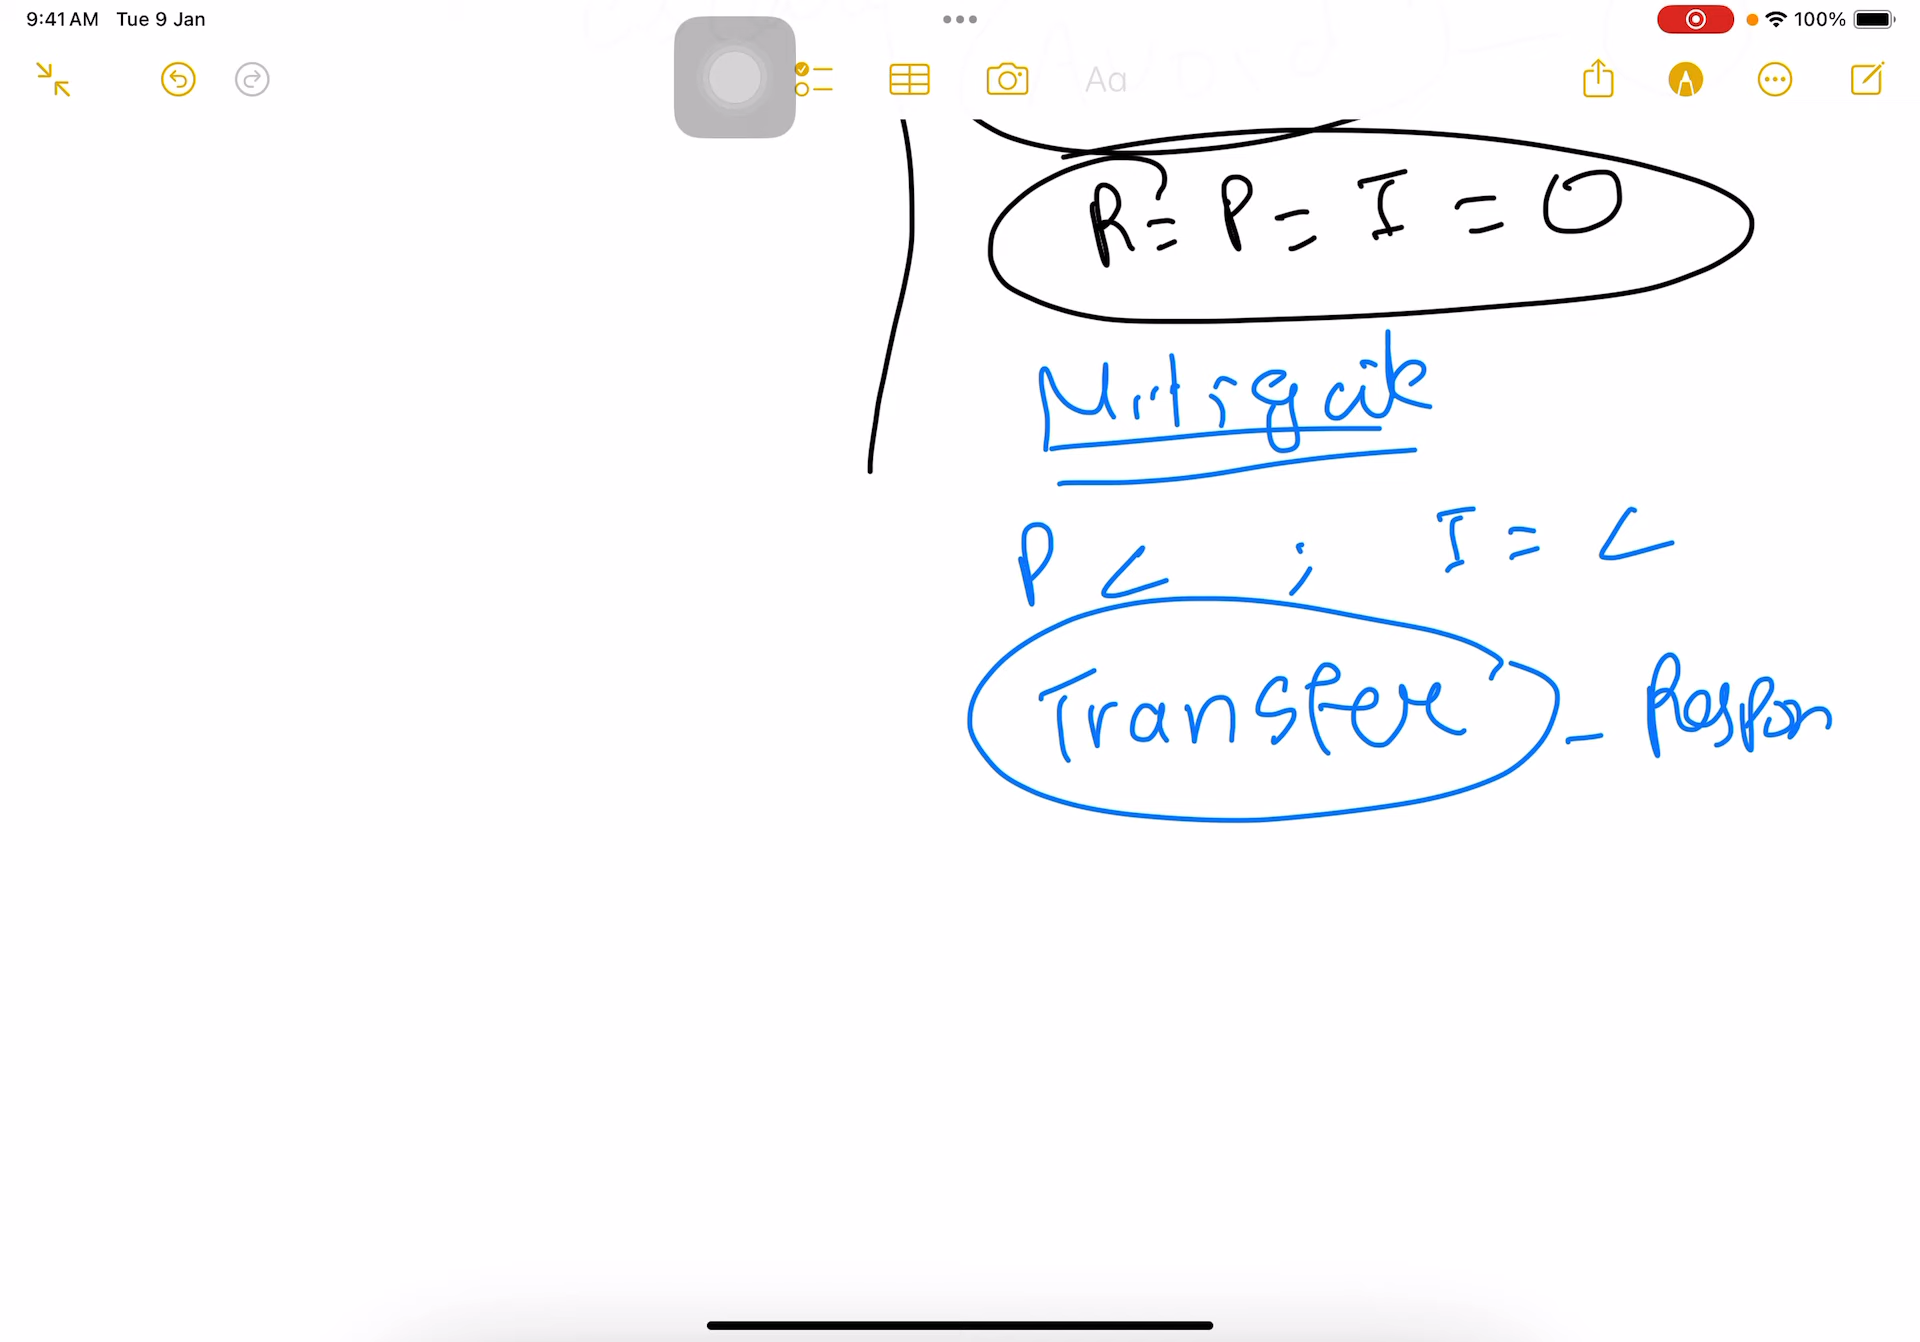 9:41 AM Tue 9 Jan
100%
Aa
R = P = I = 0
Mitigate
P < ; I = <
Transfer - Respon